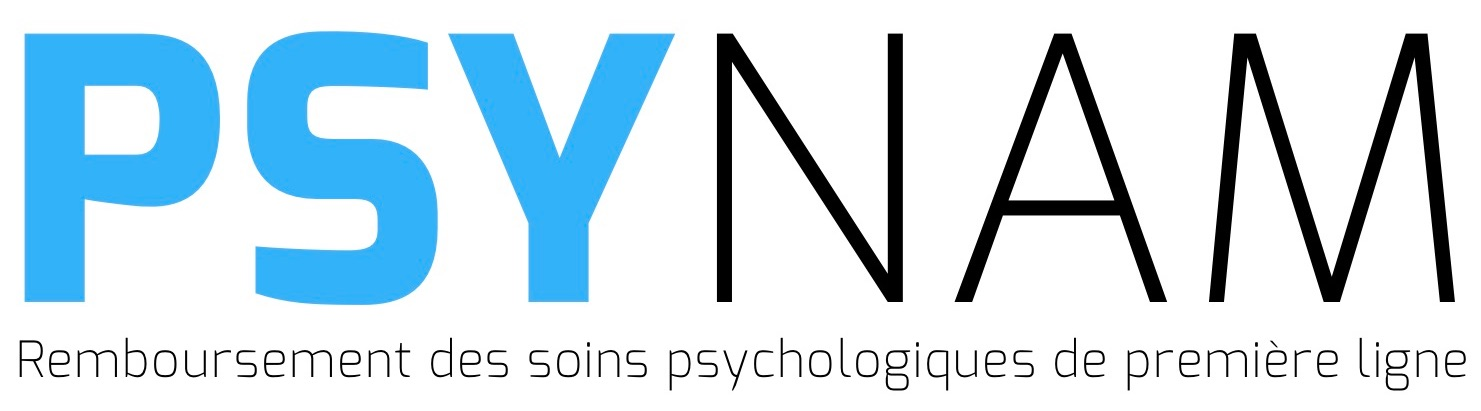 PSYNAM
Remboursement des soins psychologiques de première ligne